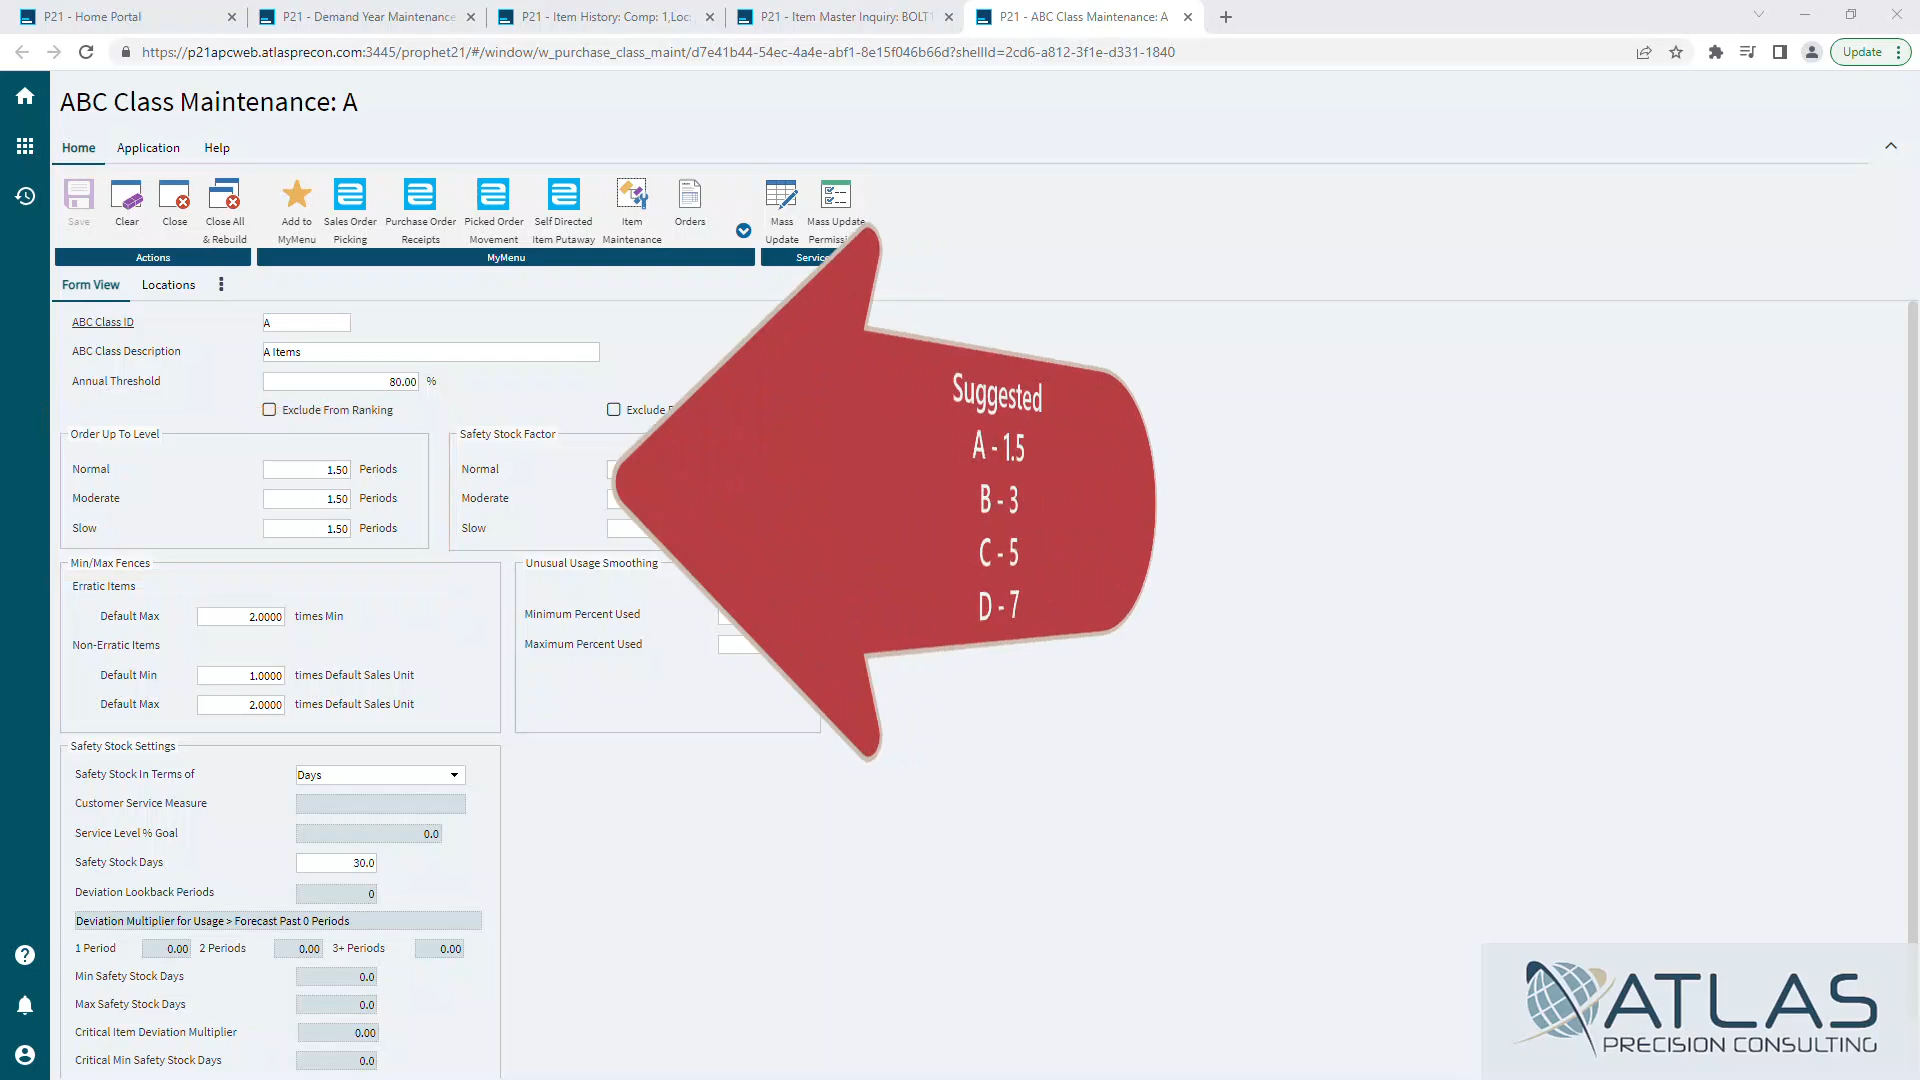 P21 - Home Portal
P21 - Demand Year Maintenance
P21 - Item History: Comp: 1,Loc:
P21 - Item Master Inquiry: BOLT
P21 - ABC Class Maintenance: A
https://p21apcweb.atlasprecon.com:3445/prophet21/#/window/w_purchase_class_maint/d7e41b44-54ec-4a4e-abf1-8e15f046b66d?shellId=2cd6-a812-3f1e-d331-1840
Update
ABC Class Maintenance: A
Home Application Help
Save
Clear
Close
Close All & Rebuild
Add to MyMenu
Sales Order Picking
Purchase Order Receipts
Picked Order Movement
Self Directed Item Putaway
Item Maintenance
Orders
Mass Update
Mass Update
Actions
MyMenu
Form View Locations
ABC Class ID A
ABC Class Description A Items
Annual Threshold 80.00 %
Exclude From Ranking
Exclude
Order Up To Level
Normal 1.50 Periods
Moderate 1.50 Periods
Slow 1.50 Periods
Safety Stock Factor
Normal
Moderate
Slow
Min/Max Fences
Erratic Items
Default Max 2.0000 times Min
Non-Erratic Items
Default Min 1.0000 times Default Sales Unit
Default Max 2.0000 times Default Sales Unit
Unusual Usage Smoothing
Minimum Percent Used
Maximum Percent Used
Suggested
A - 1.5
B - 3
C - 5
D - 7
Safety Stock Settings
Safety Stock In Terms of Days
Customer Service Measure
Service Level % Goal 0.0
Safety Stock Days 30.0
Deviation Lookback Periods 0
Deviation Multiplier for Usage > Forecast Past 0 Periods
1 Period 0.00 2 Periods 0.00 3+ Periods 0.00
Min Safety Stock Days 0.0
Max Safety Stock Days 0.0
Critical Item Deviation Multiplier 0.00
Critical Min Safety Stock Days 0.0
ATLAS
PRECISION CONSULTING